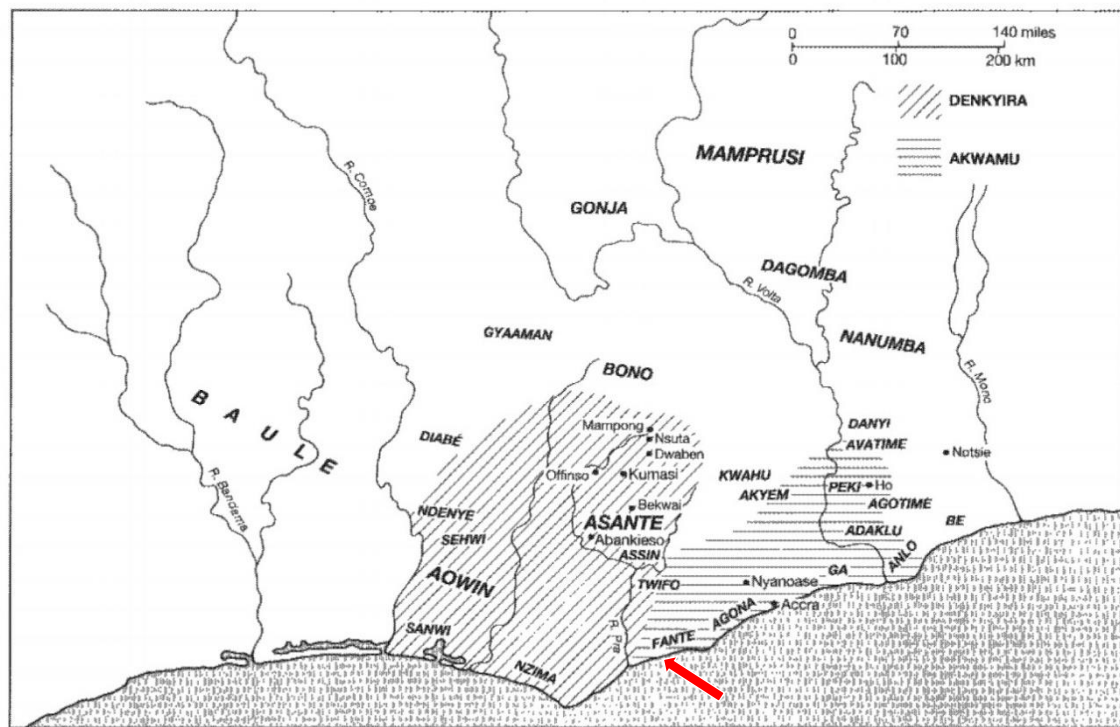 0 70 140 miles
0 100 200 km
DENKYIRA
AKWAMU
MAMPRUSI
R. Comoe
GONJA
DAGOMBA
R. Volta
GYAAMAN
NANUMBA
BONO
R. Mono
BAULE
Mampong
DANYI
Nsuta
AVATIME
DIABÉ
Dwaben
Notsie
Offinso
Kumasi
KWAHU
PEKI
Ho
AKYEM
R. Bandama
Bekwai
AGOTIME
NDENYE
ASANTE
BE
SEHWI
Abankieso
ADAKLU
ASSIN
ANLO
GA
AOWIN
TWIFO
Nyanoase
Accra
AGONA
SANWI
R. Pra
FANTE
NZIMA